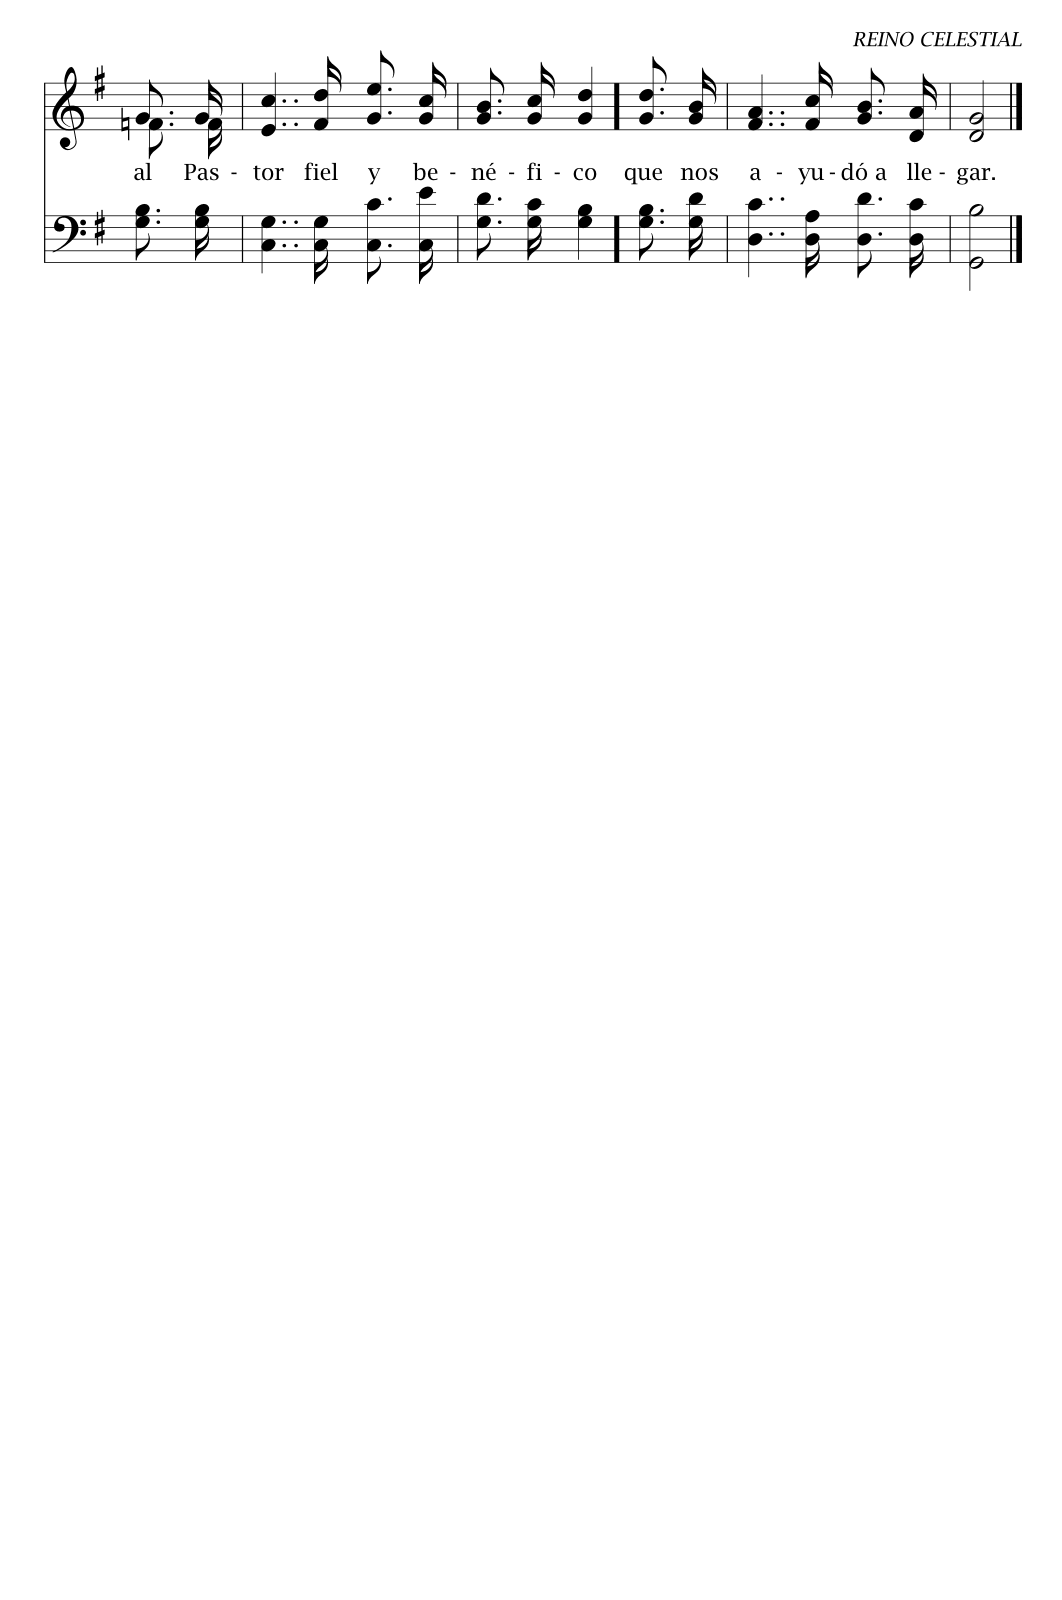 REINO CELESTIAL
al Pas - tor fiel y be - né - fi - co que nos a - yu - dó a lle - gar.